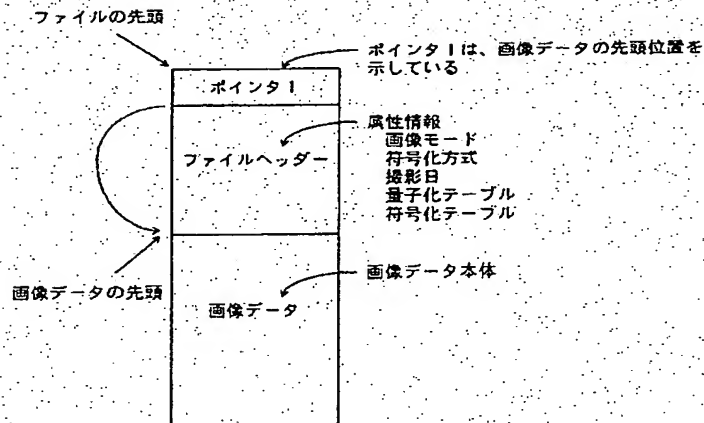 ファイルの先頭
ポインタ1は、画像データの先頭位置を
示している
ポインタ1
属性情報
画像モード
符号化方式
撮影日
量子化テーブル
符号化テーブル
ファイルヘッダー
画像データ本体
画像データの先頭
画像データ